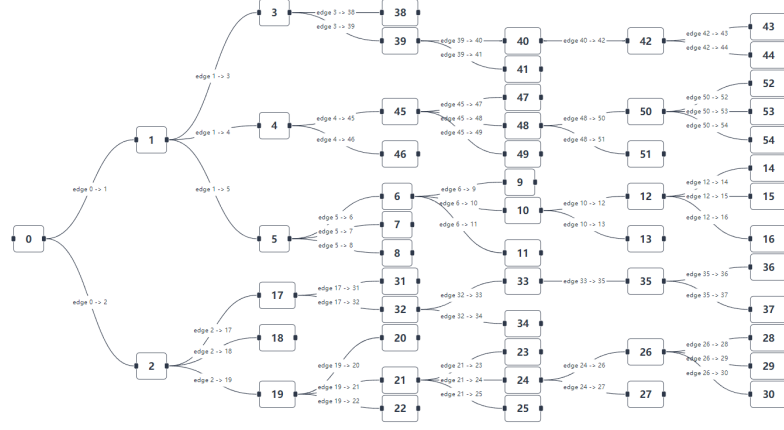 3
edge 3 -> 38
38
edge 3 -> 39
39
edge 39 -> 40
edge 39 -> 41
40
41
edge 40 -> 42
42
edge 42 -> 43
edge 42 -> 44
43
44
edge 1 -> 3
edge 1 -> 4
edge 1 -> 5
1
4
edge 4 -> 45
edge 4 -> 46
45
46
edge 45 -> 47
edge 45 -> 48
edge 45 -> 49
47
48
49
edge 48 -> 50
edge 48 -> 51
50
51
edge 50 -> 52
edge 50 -> 53
edge 50 -> 54
52
53
54
edge 0 -> 1
0
edge 0 -> 2
5
edge 5 -> 6
edge 5 -> 7
edge 5 -> 8
6
7
8
edge 6 -> 9
edge 6 -> 10
edge 6 -> 11
9
10
11
edge 10 -> 12
edge 10 -> 13
12
13
edge 12 -> 14
edge 12 -> 15
edge 12 -> 16
14
15
16
2
edge 2 -> 17
edge 2 -> 18
edge 2 -> 19
17
18
19
edge 17 -> 31
edge 17 -> 32
31
32
edge 32 -> 33
edge 32 -> 34
33
34
edge 33 -> 35
35
edge 35 -> 36
edge 35 -> 37
36
37
edge 19 -> 20
edge 19 -> 21
edge 19 -> 22
20
21
22
edge 21 -> 23
edge 21 -> 24
edge 21 -> 25
23
24
25
edge 24 -> 26
edge 24 -> 27
26
27
edge 26 -> 28
edge 26 -> 29
edge 26 -> 30
28
29
30